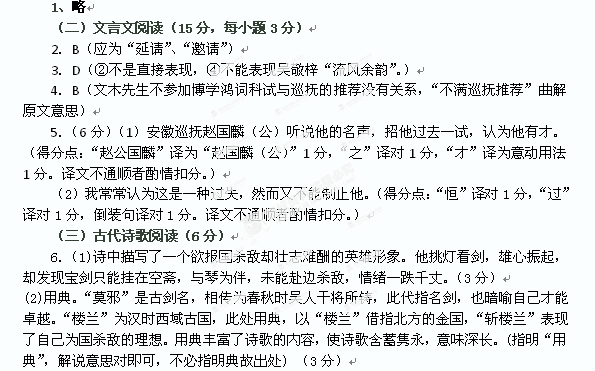 1、略
（二）文言文阅读（15分，每小题3分）
2. B（应为“延请”、“邀请”）
3. D（②不是直接表现，④不能表现吴敬梓“流风余韵”。）
4. B（文木先生不参加博学鸿词科试与巡抚的推荐没有关系，“不满巡抚推荐”曲解
原文意思）
5.（6分）（1）安徽巡抚赵国麟（公）听说他的名声，招他过去一试，认为他有才。
（得分点：“赵公国麟”译为“赵国麟（公）”1分，“之”译对1分，“才”译为意动用法
1分。译文不通顺者酌情扣分。）
（2）我常常认为这是一种过失，然而又不能制止他。（得分点：“恒”译对1分，“过”
译对1分，倒装句译对1分。译文不通顺者酌情扣分。）
（三）古代诗歌阅读（6分）
6.（1)诗中描写了一个欲报国杀敌却壮志难酬的英雄形象。他挑灯看剑，雄心振起，
却发现宝剑只能挂在空斋，与琴为伴，未能赴边杀敌，情绪一跌千丈。（3分）
(2)用典。“莫邪”是古剑名，相传为春秋时吴人干将所铸，此代指名剑，也暗喻自己才能
卓越。“楼兰”为汉时西域古国，此处用典，以“楼兰”借指北方的金国，“斩楼兰”表现
了自己为国杀敌的理想。用典丰富了诗歌的内容，使诗歌含蓄隽永，意味深长。(指明“用
典”，解说意思对即可，不必指明典故出处）（3分）